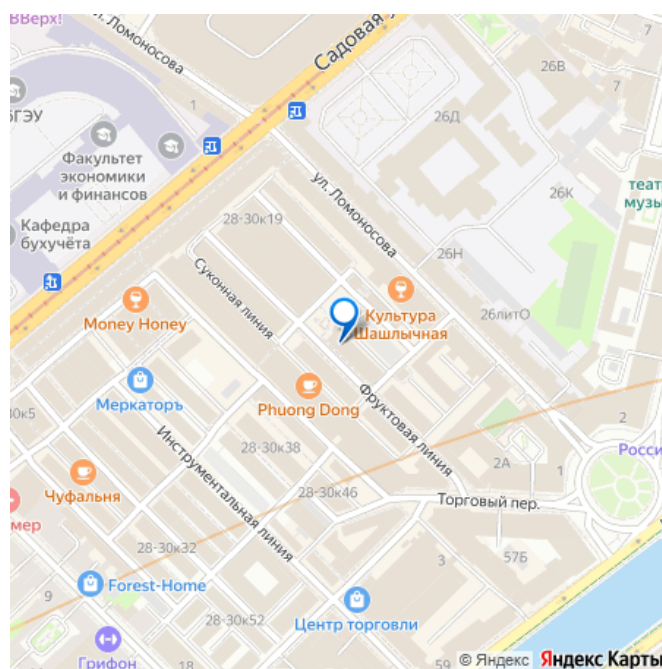 ВВерх!
Ломоносова
1
Садовая у
26В
7
26Д
БГЭУ
Факультет
экономики
и финансов
ул. Ломоносова
26К
теат
музы
28-30к19
Кафедра
бухучёта
26Н
Суконная линия
Культура
Шашлычная
26литО
Money Honey
Меркаторъ
Phuong Dong
Фруктовая линия
30к5
Инструментальная линия
28-30к38
2
2А
1
Росси
Чуфальня
28-30к46
Торговый пер.
мер
28-30к32
57Б
3
7
Forest-Home
9
28-30к52
Центр торговли
Грифон
18
59
© Яндекс
Яндекс Карты